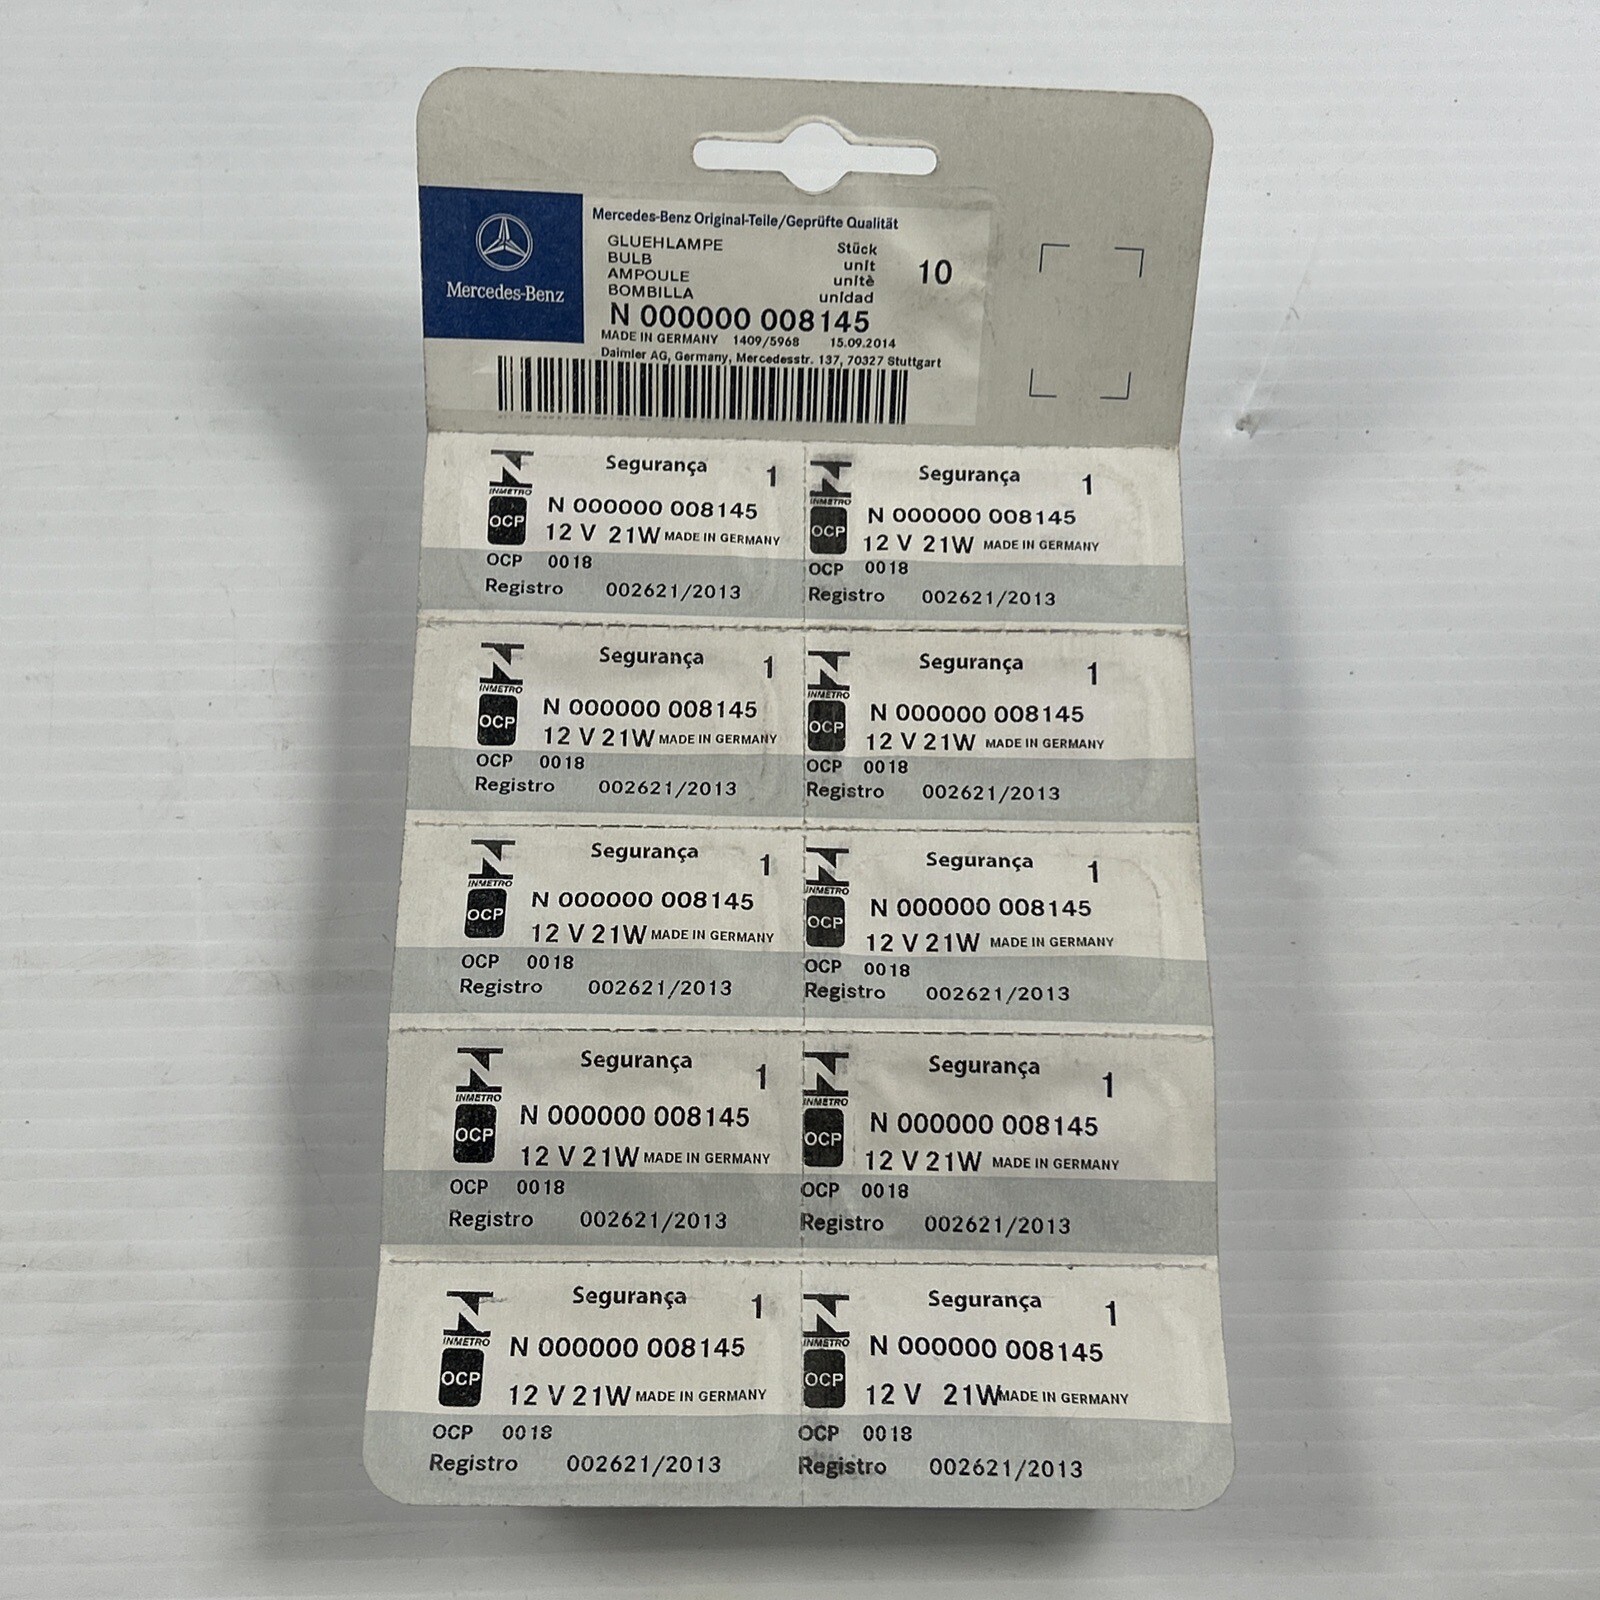 Mercedes-Benz
Mercedes-Benz Original-Teile/Geprüfte Qualität
GLUEHLAMPE Stück
BULB unit
AMPOULE unitè 10
BOMBILLA unidad
N 000000 008145
MADE IN GERMANY 1409/5968 15.09.2014
Daimler AG, Germany, Mercedesstr. 137, 70327 Stuttgart
Segurança 1
INMETRO
N 000000 008145
OCP
12 V 21W MADE IN GERMANY
OCP 0018
Registro 002621/2013
Segurança 1
INMETRO
N 000000 008145
OCP
12 V 21W MADE IN GERMANY
OCP 0018
Registro 002621/2013
Segurança 1
INMETRO
N 000000 008145
OCP
12 V 21W MADE IN GERMANY
OCP 0018
Registro 002621/2013
Segurança 1
INMETRO
N 000000 008145
OCP
12 V 21W MADE IN GERMANY
OCP 0018
Registro 002621/2013
Segurança 1
INMETRO
N 000000 008145
OCP
12 V 21W MADE IN GERMANY
OCP 0018
Registro 002621/2013
Segurança 1
INMETRO
N 000000 008145
OCP
12 V 21W MADE IN GERMANY
OCP 0018
Registro 002621/2013
Segurança 1
INMETRO
N 000000 008145
OCP
12 V 21W MADE IN GERMANY
OCP 0018
Registro 002621/2013
Segurança 1
INMETRO
N 000000 008145
OCP
12 V 21W MADE IN GERMANY
OCP 0018
Registro 002621/2013
Segurança 1
INMETRO
N 000000 008145
OCP
12 V 21W MADE IN GERMANY
OCP 0018
Registro 002621/2013
Segurança 1
INMETRO
N 000000 008145
OCP
12 V 21W MADE IN GERMANY
OCP 0018
Registro 002621/2013